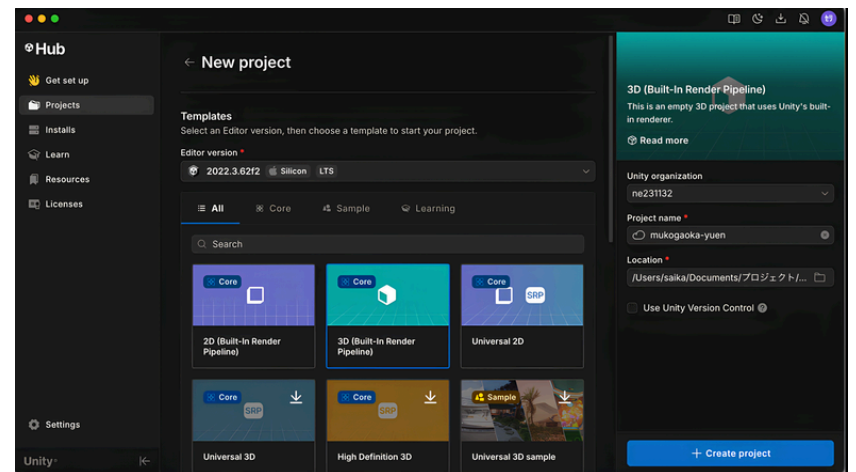 Hub
Get set up
Projects
Installs
Learn
Resources
Licenses
Settings
Unity
← New project
Templates
Select an Editor version, then choose a template to start your project.
Editor version *
2022.3.62f2 Silicon LTS
All Core Sample Learning
Search
Core
2D (Built-In Render
Pipeline)
Core
3D (Built-In Render
Pipeline)
Core
SRP
Universal 2D
Core
SRP
Universal 3D
Core
SRP
High Definition 3D
Sample
Universal 3D sample
3D (Built-In Render Pipeline)
This is an empty 3D project that uses Unity's built-
in renderer.
Read more
Unity organization
ne231132
Project name *
mukogaoka-yuen
Location *
/Users/saika/Documents/プロジェクト/...
Use Unity Version Control
+ Create project